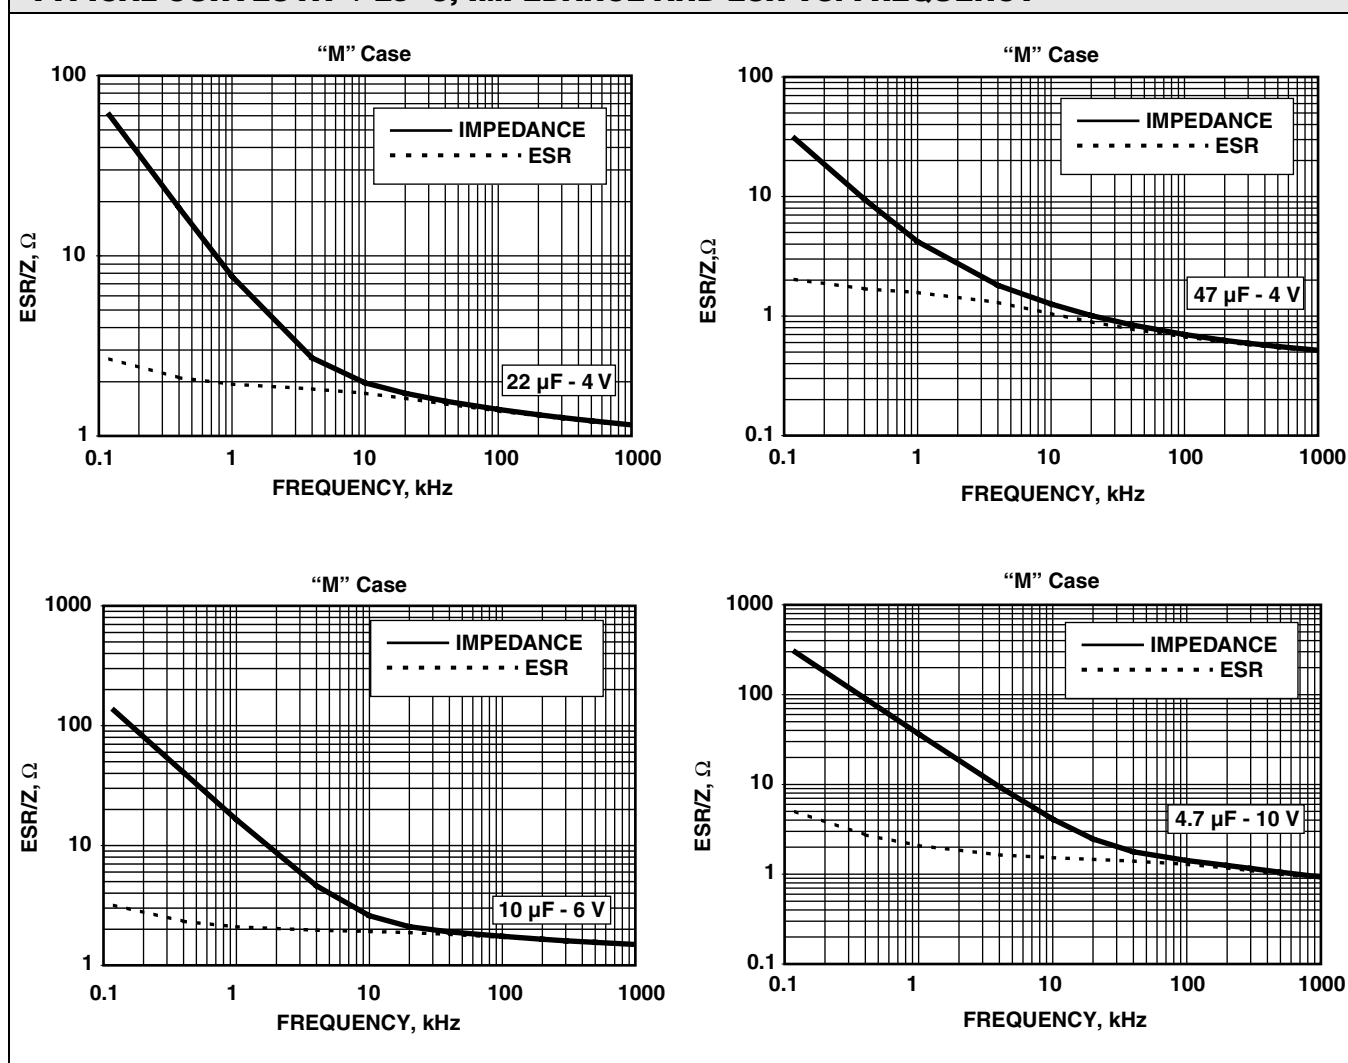 “M” Case
100
10
1
ESR/Z, Ω
IMPEDANCE
ESR
22 µF - 4 V
0.1 1 10 100 1000
FREQUENCY, kHz
“M” Case
100
10
1
0.1
ESR/Z,Ω
IMPEDANCE
ESR
47 µF - 4 V
0.1 1 10 100 1000
FREQUENCY, kHz
“M” Case
1000
100
10
1
ESR/Z, Ω
IMPEDANCE
ESR
10 µF - 6 V
0.1 1 10 100 1000
FREQUENCY, kHz
“M” Case
1000
100
10
1
0.1
ESR/Z, Ω
IMPEDANCE
ESR
4.7 µF - 10 V
0.1 1 10 100 1000
FREQUENCY, kHz